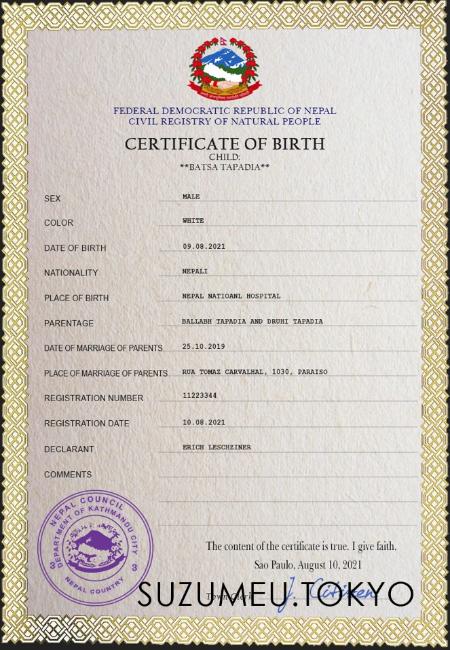 FEDERAL DEMOCRATIC REPUBLIC OF NEPAL
CIVIL REGISTRY OF NATURAL PEOPLE
CERTIFICATE OF BIRTH
CHILD:
**BATSA TAPADIA**
SEX MALE
COLOR WHITE
DATE OF BIRTH 09.08.2021
NATIONALITY NEPALI
PLACE OF BIRTH NEPAL NATIOANL HOSPITAL
PARENTAGE BALLABH TAPADIA AND DRUHI TAPADIA
DATE OF MARRIAGE OF PARENTS 25.10.2019
PLACE OF MARRIAGE OF PARENTS RUA TOMAZ CARVALHAL, 1030, PARAISO
REGISTRATION NUMBER 11223344
REGISTRATION DATE 10.08.2021
DECLARANT ERICH LESCHZINER
COMMENTS
NEPAL COUNCIL
DEPARTMENT OF KATHMANDU CITY
NEPAL COUNTRY
The content of the certificate is true. I give faith.
Sao Paulo, August 10, 2021
SUZUMEU.TOKYO